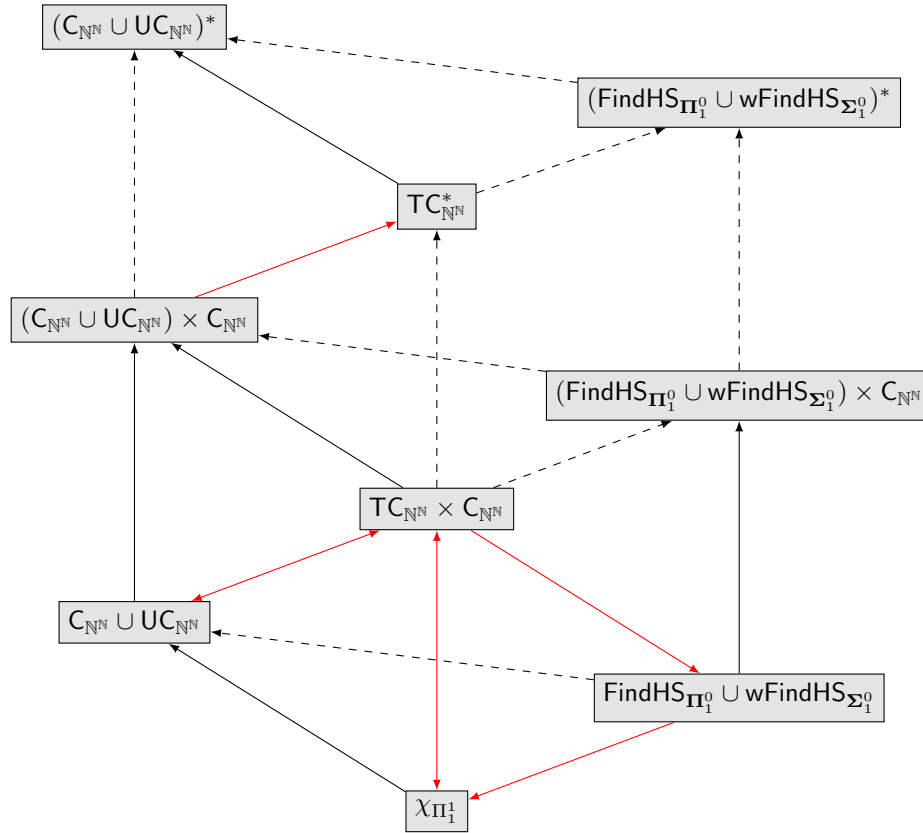 (C_{ℕ^ℕ} ∪ UC_{ℕ^ℕ})^*
(FindHS_{𝚷^0_1} ∪ wFindHS_{𝚺^0_1})^*
TC^*_{ℕ^ℕ}
(C_{ℕ^ℕ} ∪ UC_{ℕ^ℕ}) × C_{ℕ^ℕ}
(FindHS_{𝚷^0_1} ∪ wFindHS_{𝚺^0_1}) × C_{ℕ^ℕ}
TC_{ℕ^ℕ} × C_{ℕ^ℕ}
C_{ℕ^ℕ} ∪ UC_{ℕ^ℕ}
FindHS_{𝚷^0_1} ∪ wFindHS_{𝚺^0_1}
χ_{Π^1_1}